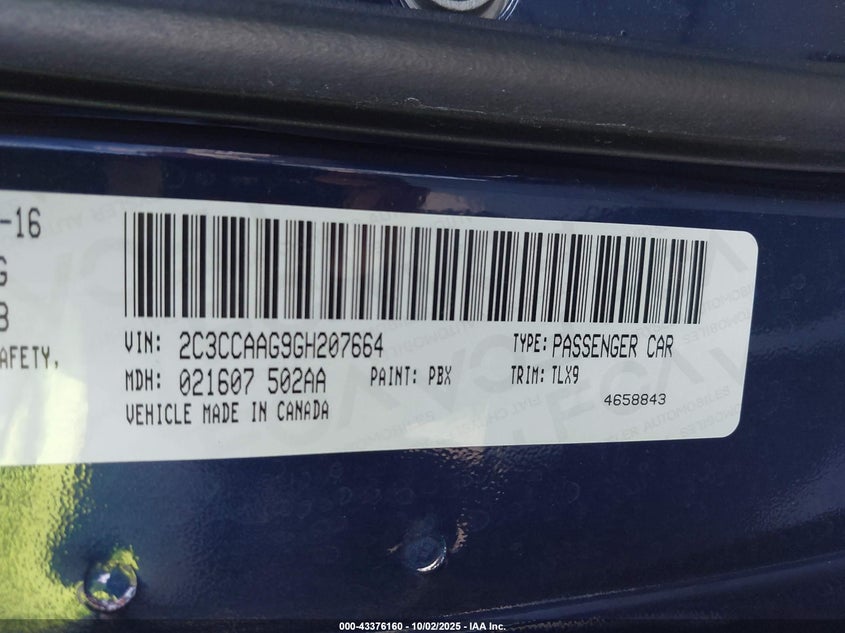 -16
G
B
AFETY,
VIN: 2C3CCAAG9GH207664
TYPE: PASSENGER CAR
MDH: 021607 502AA
PAINT: PBX
TRIM: TLX9
VEHICLE MADE IN CANADA
4658843
000-43376160 - 10/02/2025 - IAA Inc.